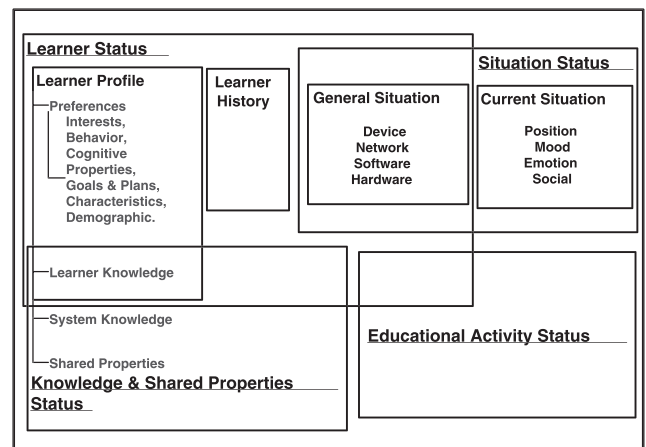 Learner Status
Learner Profile
Preferences
Interests,
Behavior,
Cognitive
Properties,
Goals & Plans,
Characteristics,
Demographic.
Learner
History
Situation Status
General Situation
Device
Network
Software
Hardware
Current Situation
Position
Mood
Emotion
Social
Learner Knowledge
System Knowledge
Shared Properties
Knowledge & Shared Properties
Status
Educational Activity Status